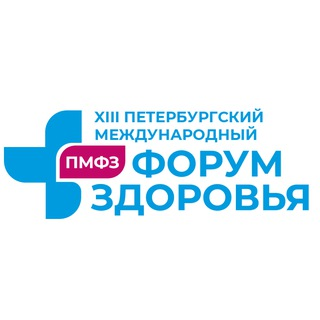 XIII ПЕТЕРБУРГСКИЙ
МЕЖДУНАРОДНЫЙ
ПМФЗ
ФОРУМ
ЗДОРОВЬЯ